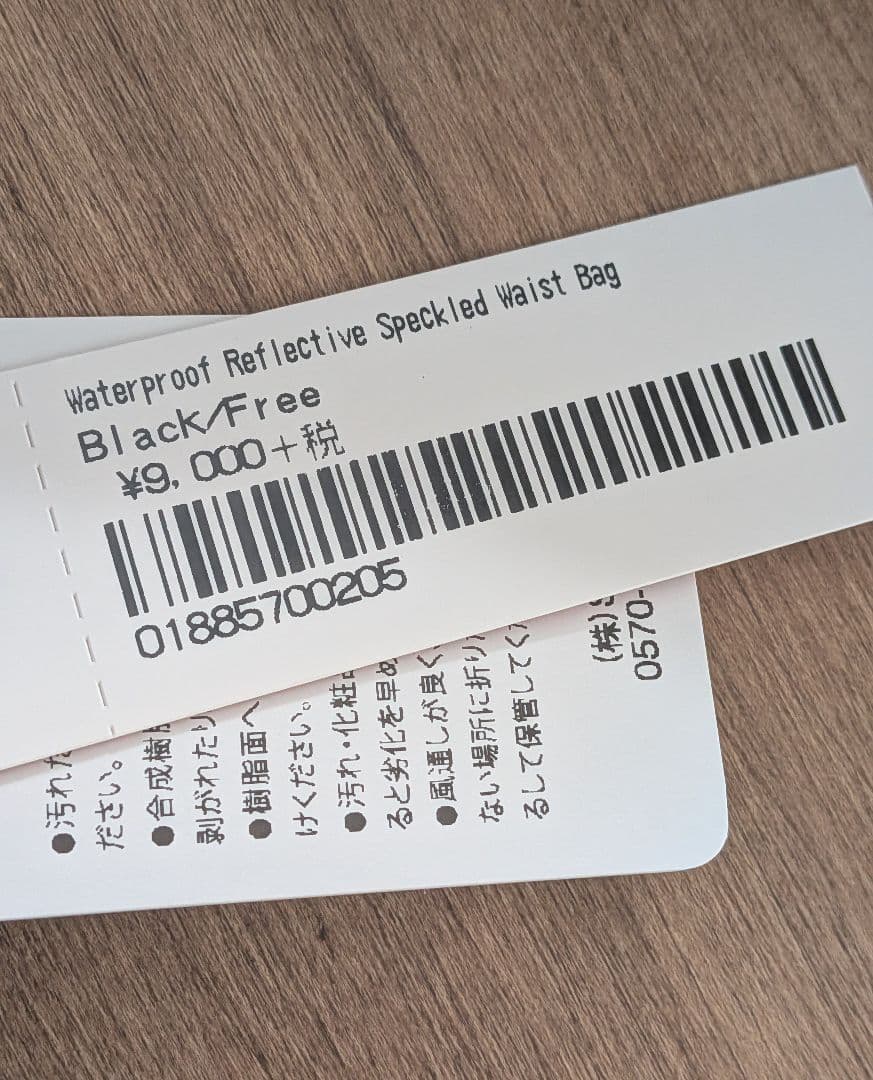 Waterproof Reflective Speckled Waist Bag
Black/Free
¥9,000+税
01885700205
●汚れた
ださい。
●合成樹
剥がれたり
●樹脂面へ
けください。
●汚れ・化粧
ると劣化を早め
●風通しが良く
ない場所に折り
るして保管してく
(株)
0570-